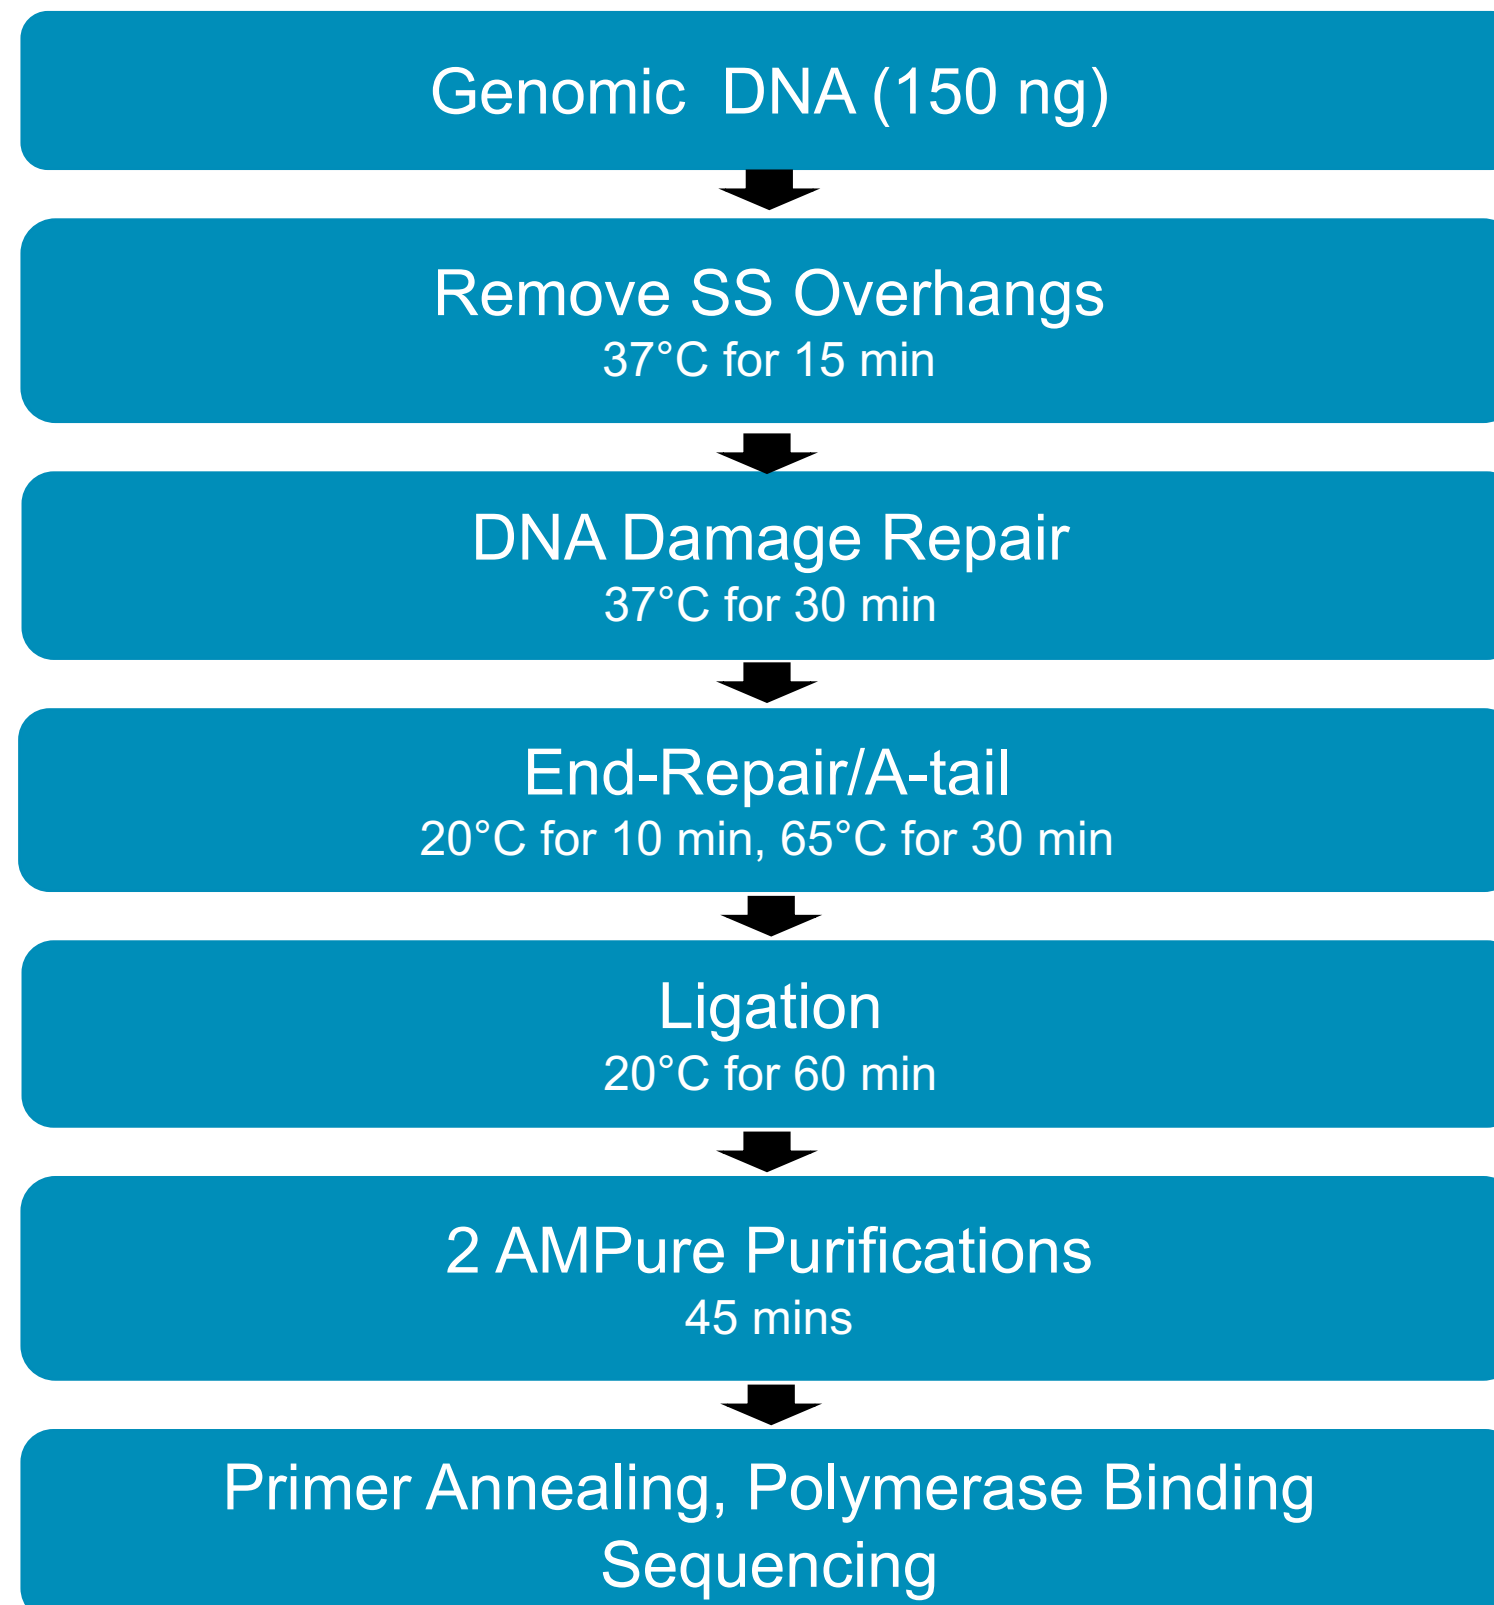 Genomic DNA (150 ng)
Remove SS Overhangs
37°C for 15 min
DNA Damage Repair
37°C for 30 min
End-Repair/A-tail
20°C for 10 min, 65°C for 30 min
Ligation
20°C for 60 min
2 AMPure Purifications
45 mins
Primer Annealing, Polymerase Binding
Sequencing